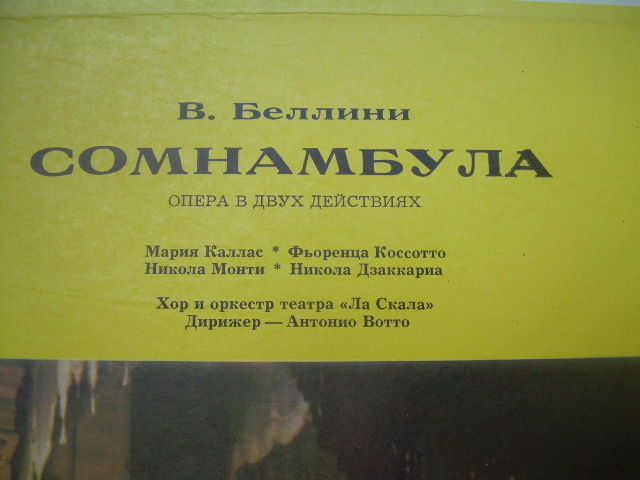 В. Беллини
СОМНАМБУЛА
ОПЕРА В ДВУХ ДЕЙСТВИЯХ
Мария Каллас * Фьоренца Коссотто
Никола Монти * Никола Дзаккариа
Хор и оркестр театра «Ла Скала»
Дирижер — Антонио Вотто